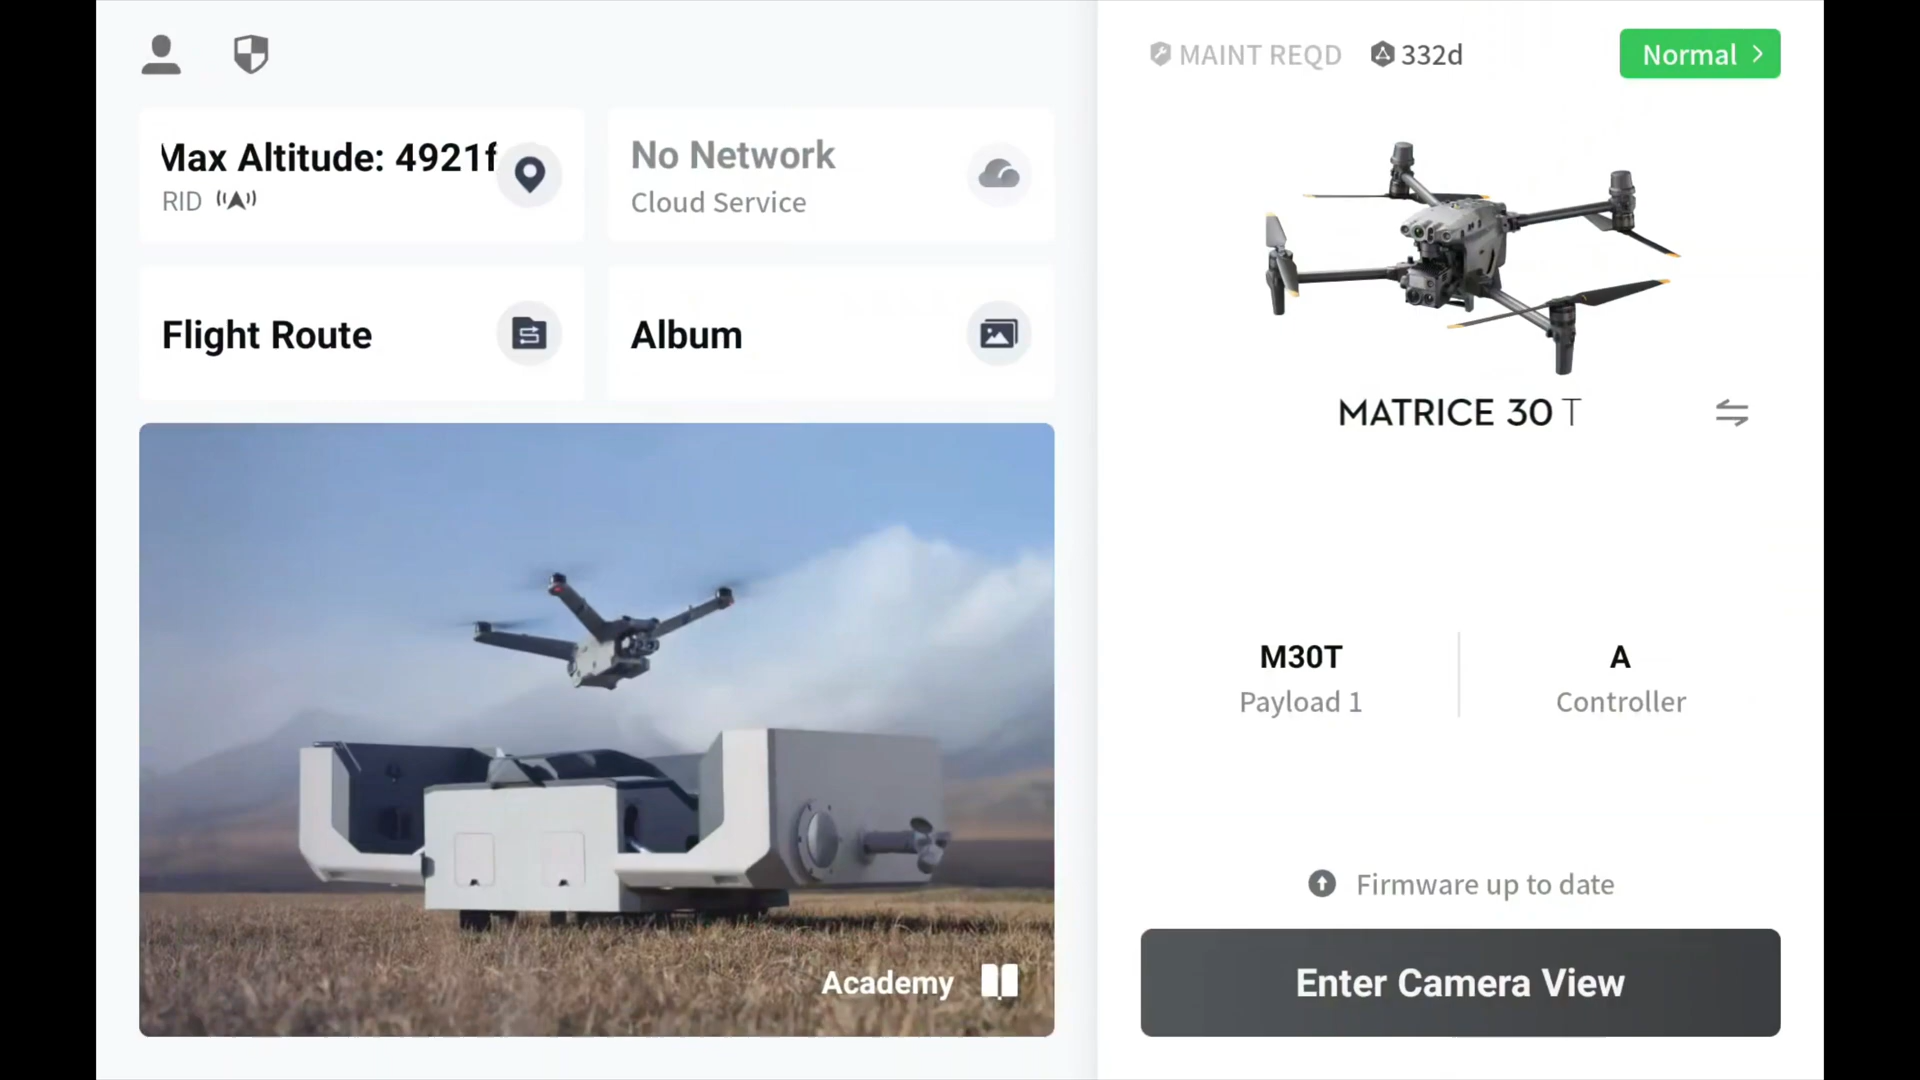 MAINT REQD 332d Normal
Max Altitude: 4921f
RID
No Network
Cloud Service
Flight Route
Album
MATRICE 30 T
M30T
Payload 1
A
Controller
Firmware up to date
Academy
Enter Camera View